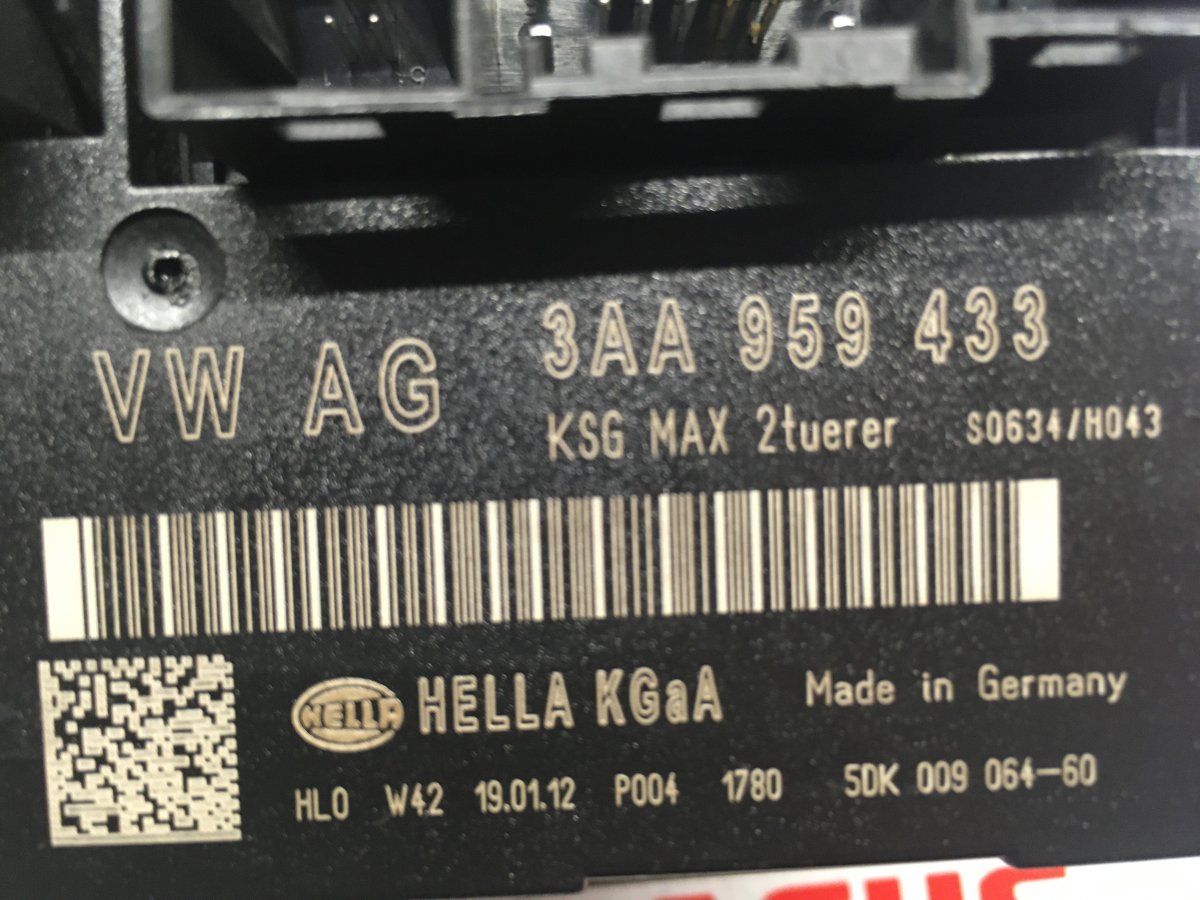 VW AG 3AA 959 433
KSG MAX 2tuerer S0634/H043
HELLA HELLA KGaA Made in Germany
HLO W42 19.01.12 P004 1780 5DK 009 064-60